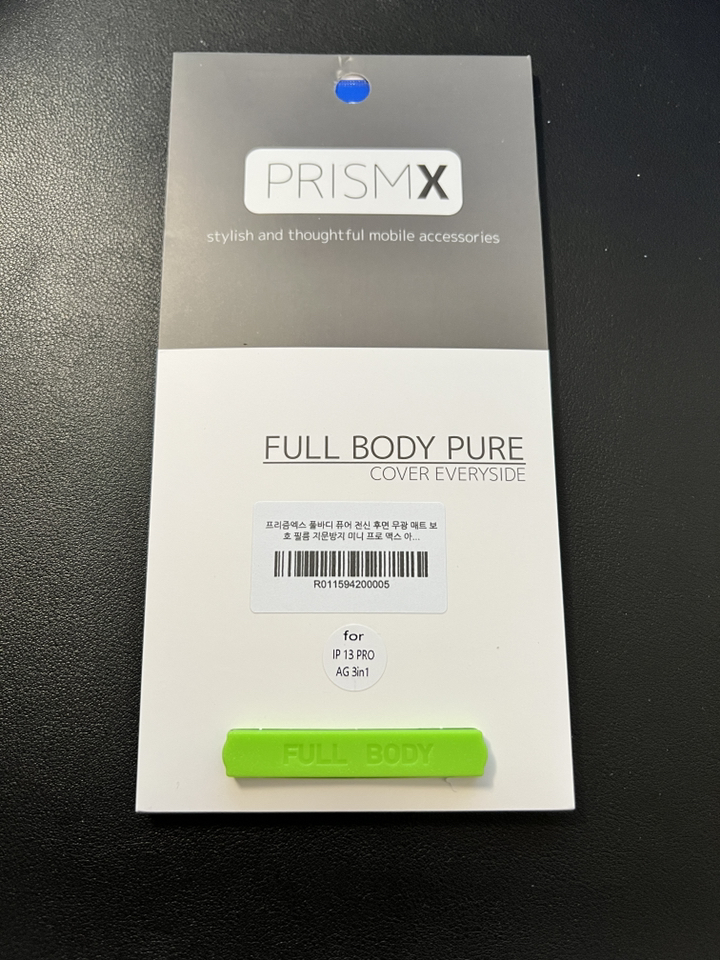 PRISMX
stylish and thoughtful mobile accessories
FULL BODY PURE
COVER EVERYSIDE
프리즘엑스 풀바디 퓨어 전신 후면 무광 매트 보
호 필름 지문방지 미니 프로 맥스 아...
R011594200005
for
IP 13 PRO
AG 3in1
FULL BODY